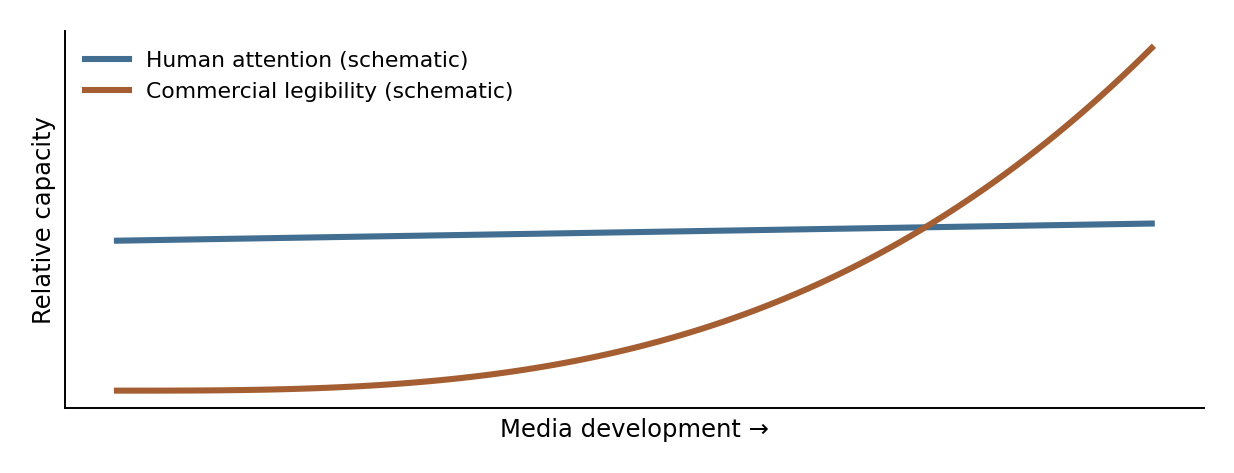 Human attention (schematic)
Commercial legibility (schematic)
Relative capacity
Media development →